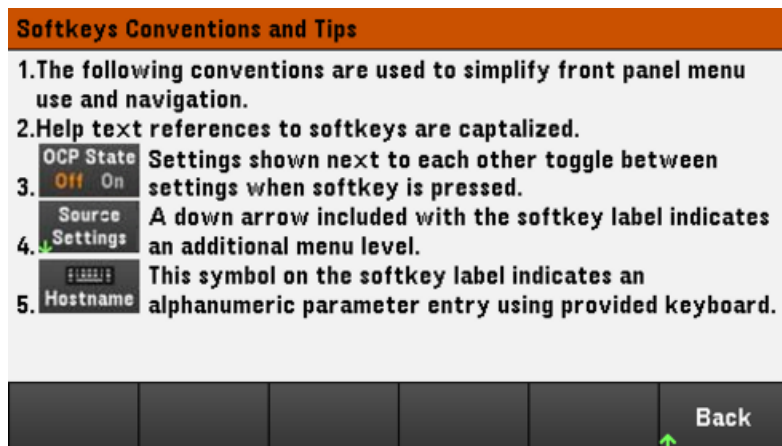 Softkeys Conventions and Tips
1.The following conventions are used to simplify front panel menu
use and navigation.
2.Help text references to softkeys are captalized.
OCP State Settings shown next to each other toggle between
3. Off On settings when softkey is pressed.
Source A down arrow included with the softkey label indicates
4. Settings an additional menu level.
This symbol on the softkey label indicates an
5. Hostname alphanumeric parameter entry using provided keyboard.
Back